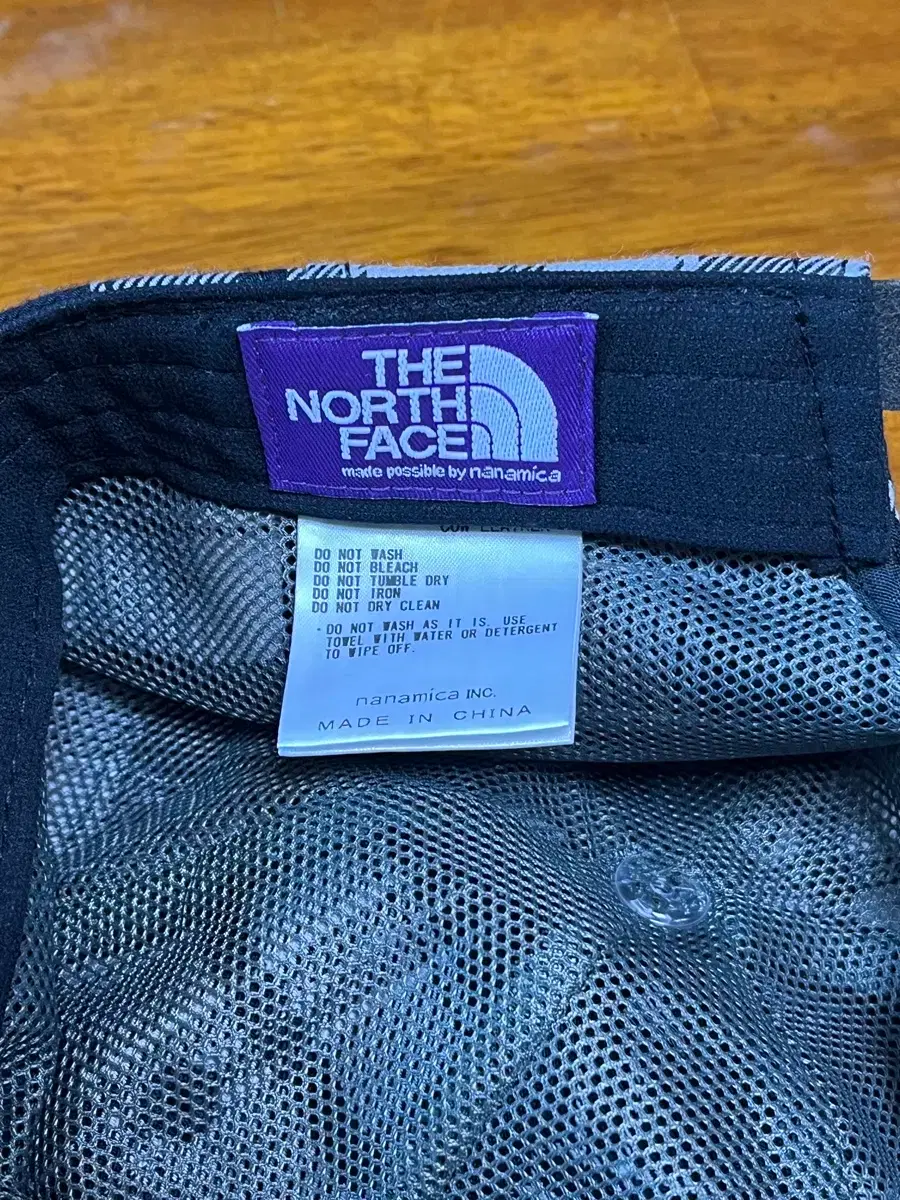 THE
NORTH
FACE
made possible by nanamica
DO NOT WASH
DO NOT BLEACH
DO NOT TUMBLE DRY
DO NOT IRON
DO NOT DRY CLEAN
・DO NOT WASH AS IT IS. USE
TOWEL WITH WATER OR DETERGENT
TO WIPE OFF.
nanamica INC.
MADE IN CHINA